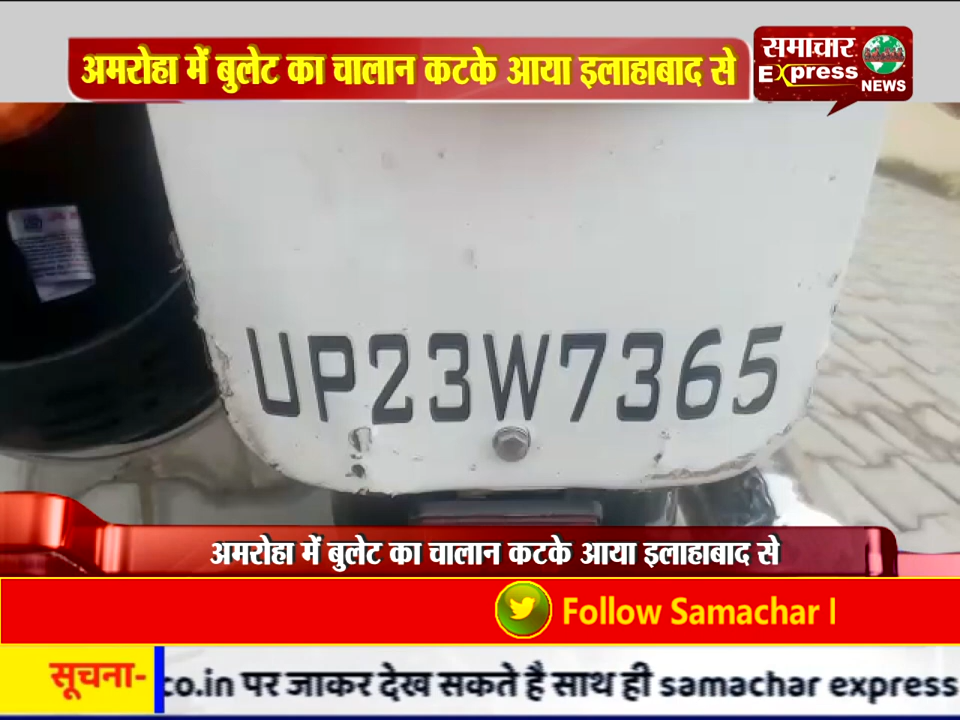 अमरोहा में बुलेट का चालान कटके आया इलाहाबाद से
समाचार
Express
NEWS
UP23W7365
अमरोहा में बुलेट का चालान कटके आया इलाहाबाद से
Follow Samachar
सूचना-
co.in पर जाकर देख सकते है साथ ही samachar express